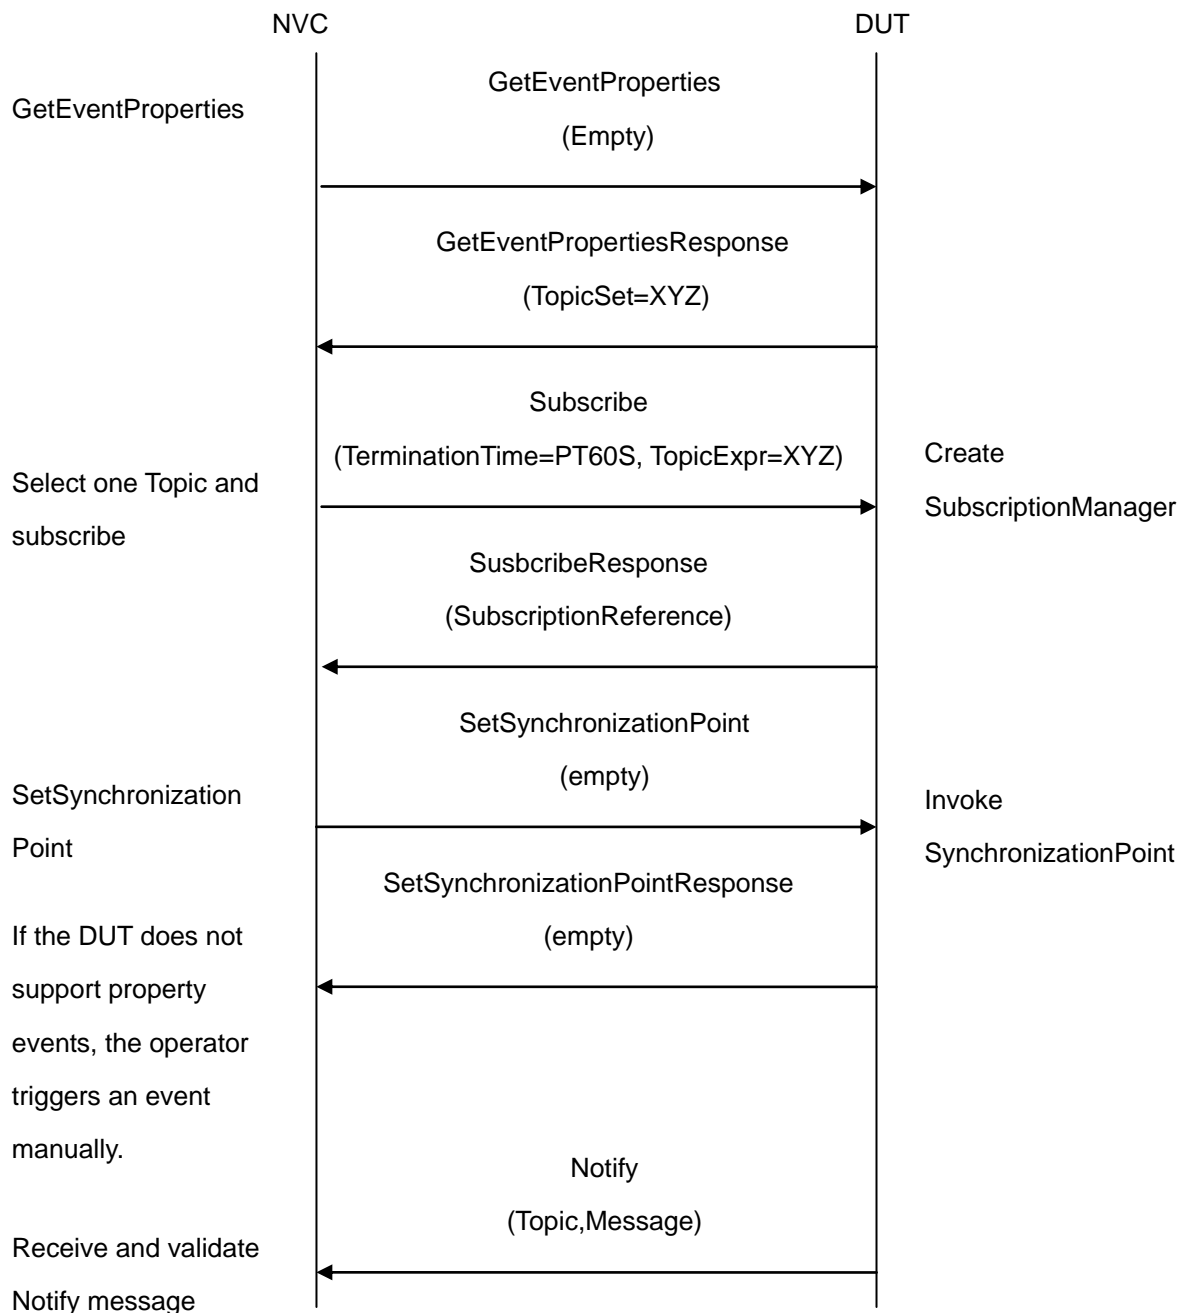 NVC
DUT
GetEventProperties
GetEventProperties
(Empty)
GetEventPropertiesResponse
(TopicSet=XYZ)
Subscribe
(TerminationTime=PT60S, TopicExpr=XYZ)
Select one Topic and
subscribe
Create
SubscriptionManager
SusbcribeResponse
(SubscriptionReference)
SetSynchronizationPoint
(empty)
SetSynchronization
Point
Invoke
SynchronizationPoint
SetSynchronizationPointResponse
(empty)
If the DUT does not
support property
events, the operator
triggers an event
manually.
Notify
(Topic,Message)
Receive and validate
Notify message